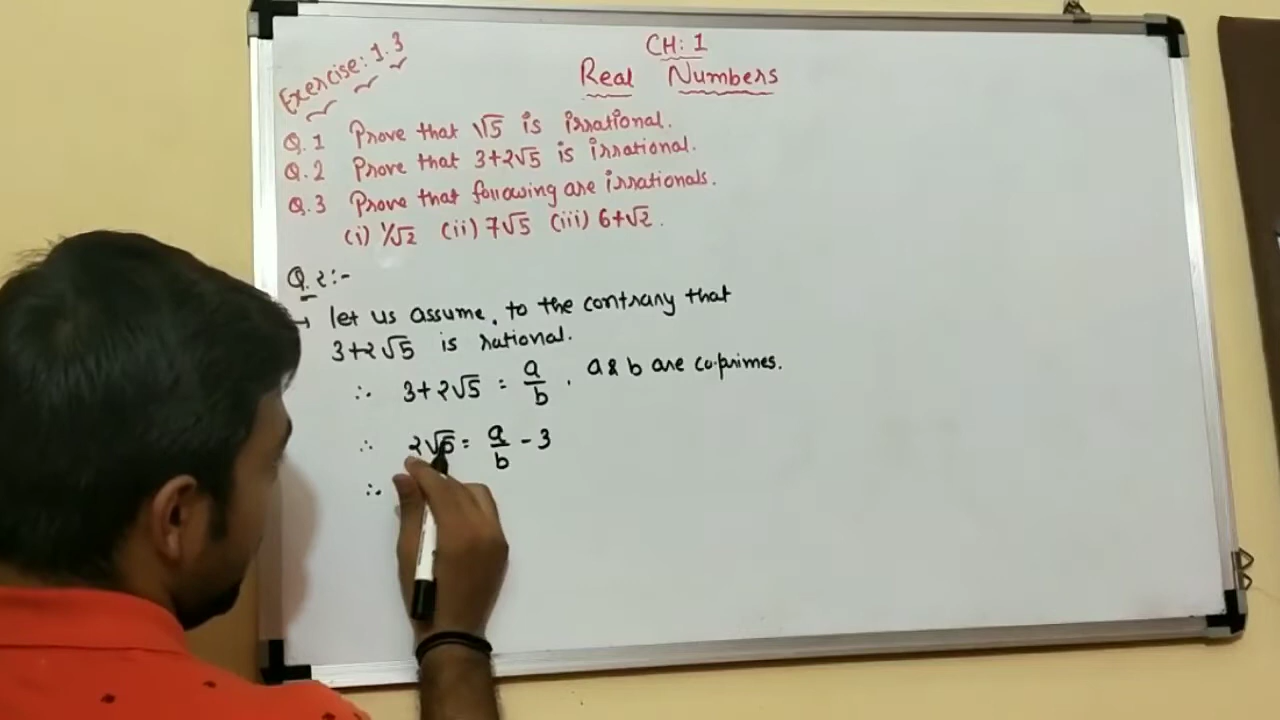 Exercise: 1.3
CH: 1
Real Numbers
Q.1 Prove that √5 is irrational.
Q.2 Prove that 3+2√5 is irrational.
Q.3 Prove that following are irrationals.
(i) 1/√2 (ii) 7√5 (iii) 6+√2.
Q.2:-
→ let us assume, to the contrary that
3+2√5 is rational.
∴ 3+2√5 = a/b , a & b are co-primes.
∴ 2√5 = a/b - 3
∴